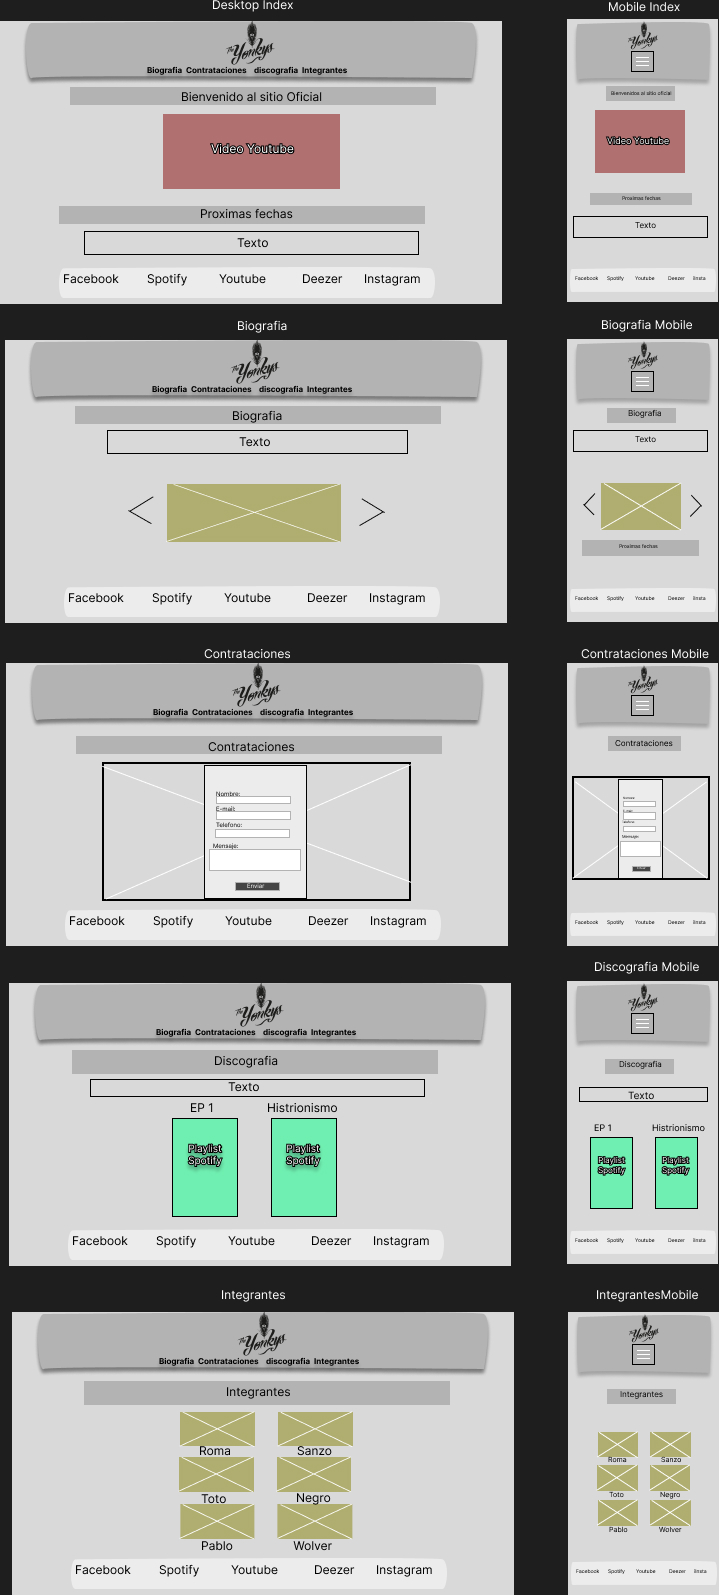 Desktop Index
The Yonkys
Biografia Contrataciones discografia Integrantes
Bienvenido al sitio Oficial
Video Youtube
Proximas fechas
Texto
Facebook Spotify Youtube Deezer Instagram
Mobile Index
The Yonkys
Bienvenidos al sitio oficial
Video Youtube
Proximas fechas
Texto
Facebook Spotify Youtube Deezer Iinsta
Biografia
The Yonkys
Biografia Contrataciones discografia Integrantes
Biografia
Texto
Facebook Spotify Youtube Deezer Instagram
Biografia Mobile
The Yonkys
Biografia
Texto
Proximas fechas
Facebook Spotify Youtube Deezer Iinsta
Contrataciones
The Yonkys
Biografia Contrataciones discografia Integrantes
Contrataciones
Nombre:
E-mail:
Telefono:
Mensaje:
Enviar
Facebook Spotify Youtube Deezer Instagram
Contrataciones Mobile
The Yonkys
Contrataciones
Nombre:
E-mail:
Telefono:
Mensaje:
Facebook Spotify Youtube Deezer Iinsta
The Yonkys
Biografia Contrataciones discografia Integrantes
Discografia
Texto
EP 1 Histrionismo
Playlist Spotify
Playlist Spotify
Facebook Spotify Youtube Deezer Instagram
Discografia Mobile
The Yonkys
Discografia
Texto
EP 1 Histrionismo
Playlist Spotify
Playlist Spotify
Facebook Spotify Youtube Deezer Iinsta
Integrantes
The Yonkys
Biografia Contrataciones discografia Integrantes
Integrantes
Roma Sanzo
Toto Negro
Pablo Wolver
Facebook Spotify Youtube Deezer Instagram
IntegrantesMobile
The Yonkys
Integrantes
Roma Sanzo
Toto Negro
Pablo Wolver
Facebook Spotify Youtube Deezer Iinsta